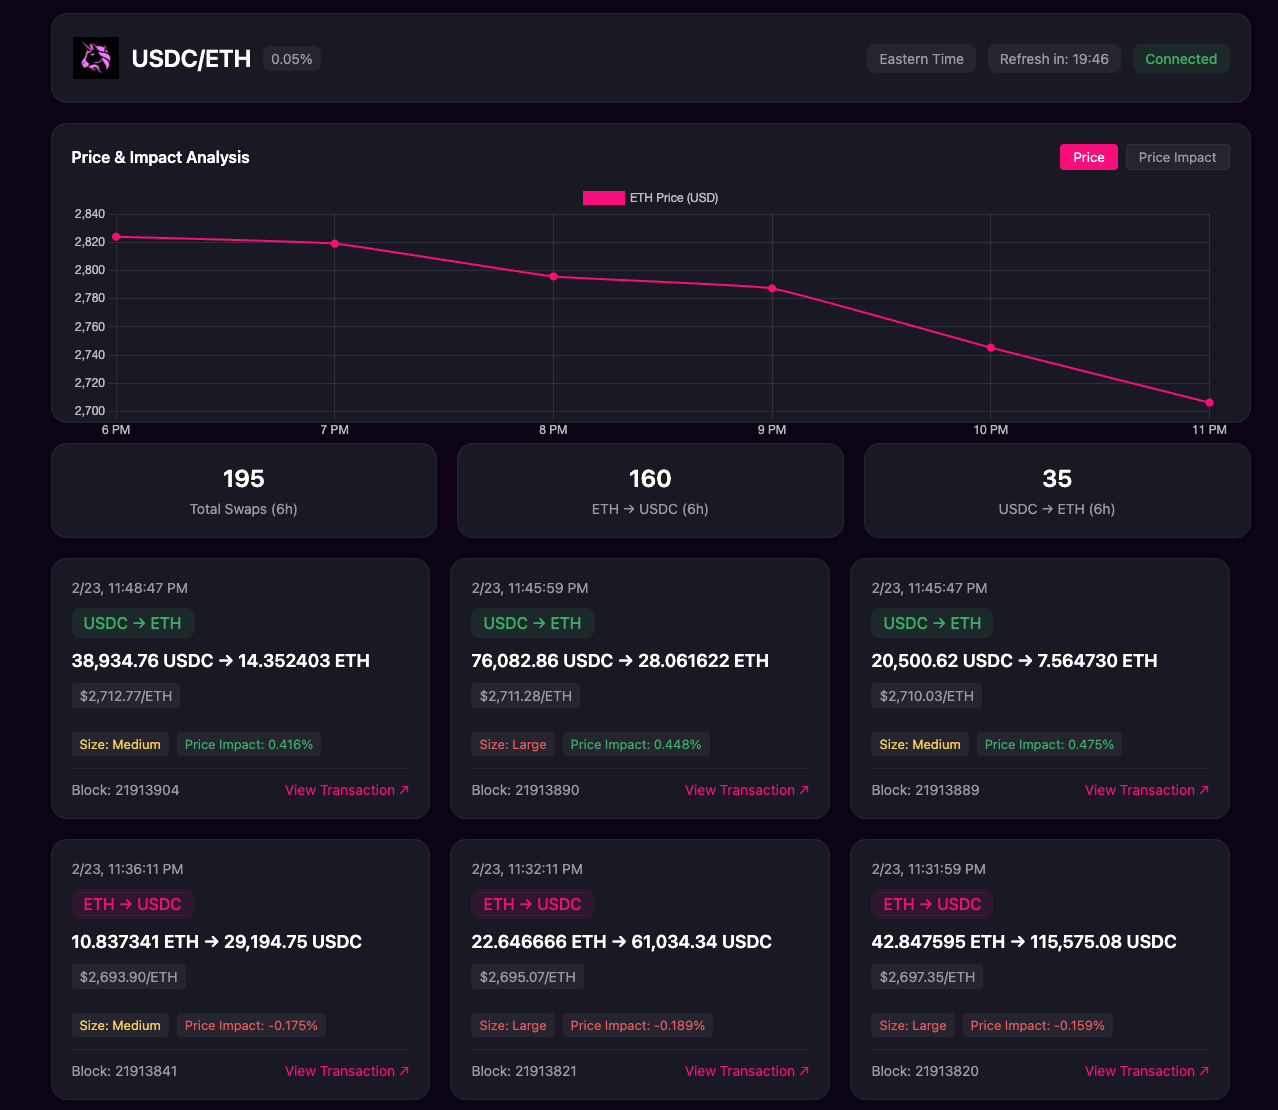 USDC/ETH 0.05% Eastern Time Refresh in: 19:46 Connected
Price & Impact Analysis Price Price Impact
ETH Price (USD)
2,840
2,820
2,800
2,780
2,760
2,740
2,720
2,700
6 PM 7 PM 8 PM 9 PM 10 PM 11 PM
195 160 35
Total Swaps (6h) ETH → USDC (6h) USDC → ETH (6h)
2/23, 11:48:47 PM
USDC → ETH
38,934.76 USDC → 14.352403 ETH
$2,712.77/ETH
Size: Medium Price Impact: 0.416%
Block: 21913904 View Transaction ↗
2/23, 11:45:59 PM
USDC → ETH
76,082.86 USDC → 28.061622 ETH
$2,711.28/ETH
Size: Large Price Impact: 0.448%
Block: 21913890 View Transaction ↗
2/23, 11:45:47 PM
USDC → ETH
20,500.62 USDC → 7.564730 ETH
$2,710.03/ETH
Size: Medium Price Impact: 0.475%
Block: 21913889 View Transaction ↗
2/23, 11:36:11 PM
ETH → USDC
10.837341 ETH → 29,194.75 USDC
$2,693.90/ETH
Size: Medium Price Impact: -0.175%
Block: 21913841 View Transaction ↗
2/23, 11:32:11 PM
ETH → USDC
22.646666 ETH → 61,034.34 USDC
$2,695.07/ETH
Size: Large Price Impact: -0.189%
Block: 21913821 View Transaction ↗
2/23, 11:31:59 PM
ETH → USDC
42.847595 ETH → 115,575.08 USDC
$2,697.35/ETH
Size: Large Price Impact: -0.159%
Block: 21913820 View Transaction ↗